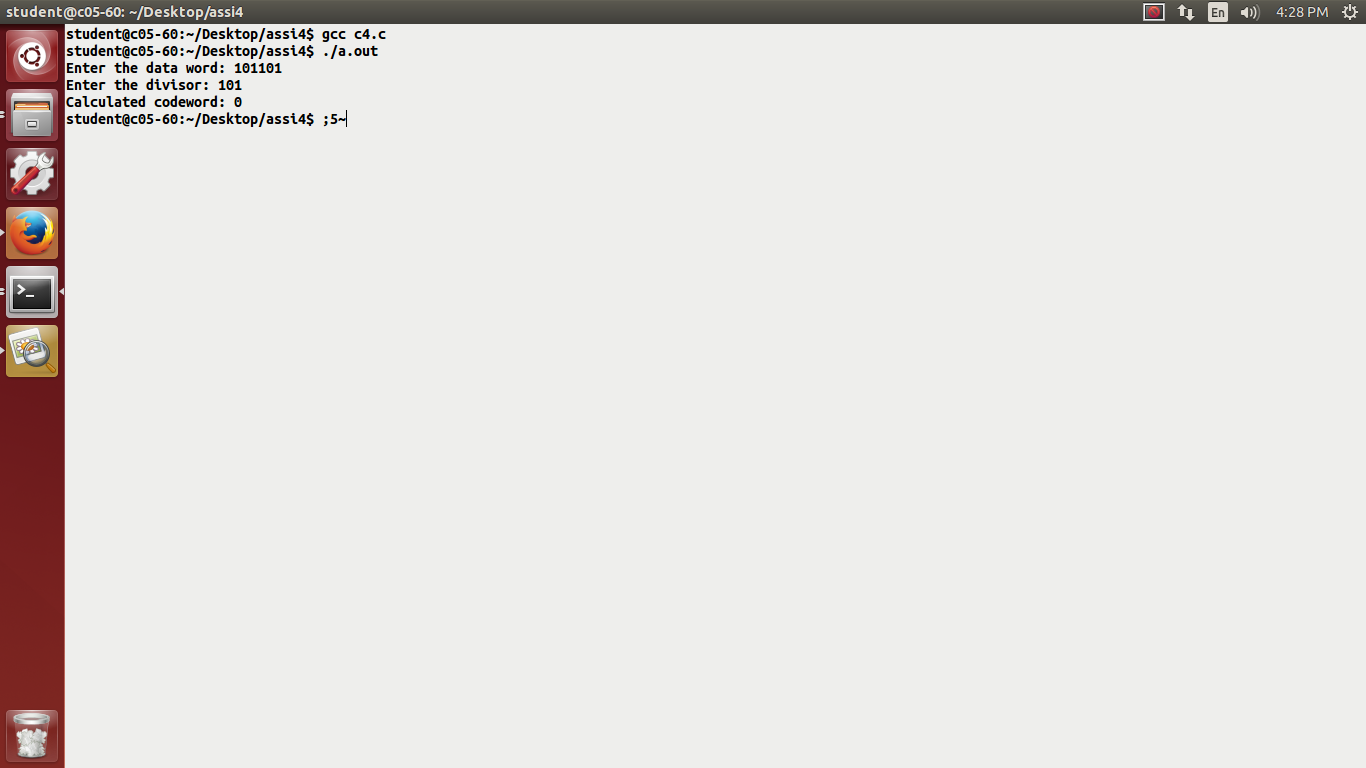 student@c05-60: ~/Desktop/assi4
En
4:28 PM
student@c05-60:~/Desktop/assi4$ gcc c4.c
student@c05-60:~/Desktop/assi4$ ./a.out
Enter the data word: 101101
Enter the divisor: 101
Calculated codeword: 0
student@c05-60:~/Desktop/assi4$ ;5~